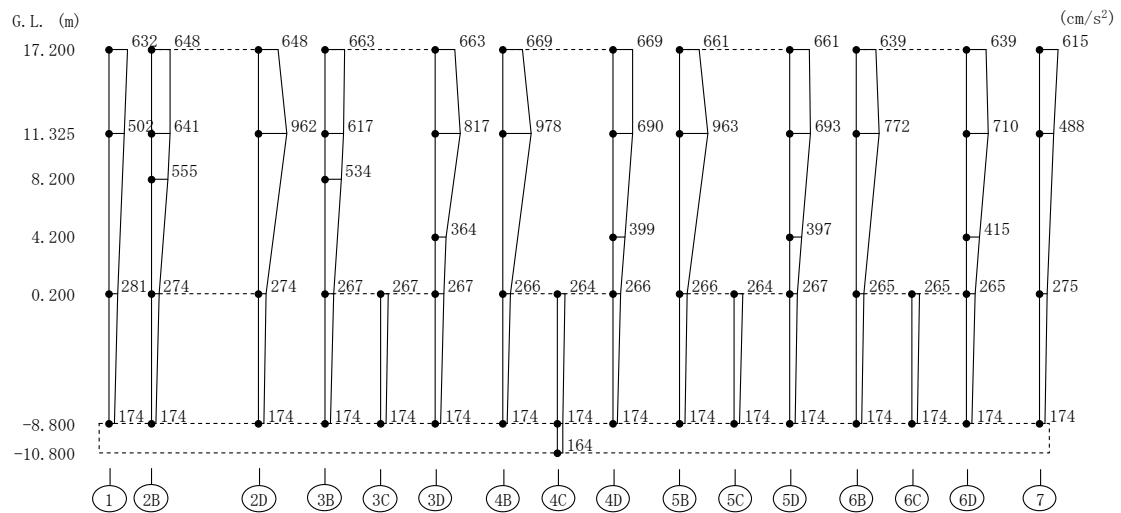 G.L. (m) (cm/s²)
17.200 632 648 648 663 663 669 669 661 661 639 639 615
11.325 502 641 962 617 817 978 690 963 693 772 710 488
8.200 555 534
4.200 364 399 397 415
0.200 281 274 274 267 267 267 266 264 266 266 264 267 265 265 265 275
-8.800 174 174 174 174 174 174 174 174 174 174 174 174 174 174 174 174
-10.800 164
1 2B 2D 3B 3C 3D 4B 4C 4D 5B 5C 5D 6B 6C 6D 7